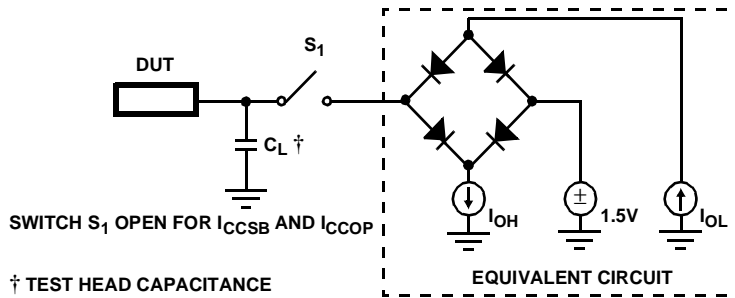 DUT
S1
CL †
SWITCH S1 OPEN FOR ICCSB AND ICCOP
† TEST HEAD CAPACITANCE
IOH
±
1.5V
IOL
EQUIVALENT CIRCUIT